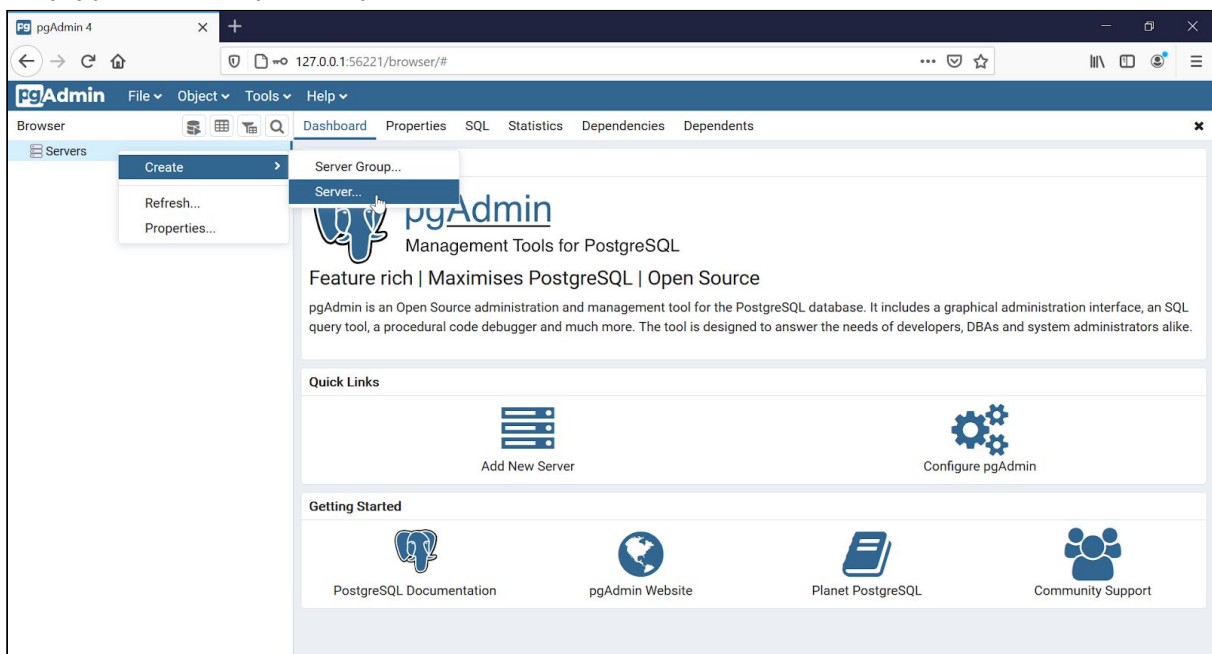 pgAdmin 4
127.0.0.1:56221/browser/#
pgAdmin File Object Tools Help
Browser
Dashboard Properties SQL Statistics Dependencies Dependents
Servers
Create
Refresh...
Properties...
Server Group...
Server...
pgAdmin
Management Tools for PostgreSQL
Feature rich | Maximises PostgreSQL | Open Source
pgAdmin is an Open Source administration and management tool for the PostgreSQL database. It includes a graphical administration interface, an SQL
query tool, a procedural code debugger and much more. The tool is designed to answer the needs of developers, DBAs and system administrators alike.
Quick Links
Add New Server
Configure pgAdmin
Getting Started
PostgreSQL Documentation
pgAdmin Website
Planet PostgreSQL
Community Support